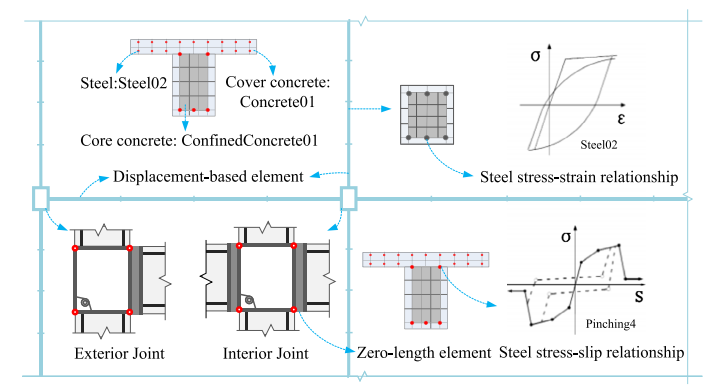 Steel:Steel02
Cover concrete:
Concrete01
Core concrete: ConfinedConcrete01
σ
ε
Steel02
Displacement-based element
Steel stress-strain relationship
σ
S
Pinching4
Exterior Joint
Interior Joint
Zero-length element
Steel stress-slip relationship